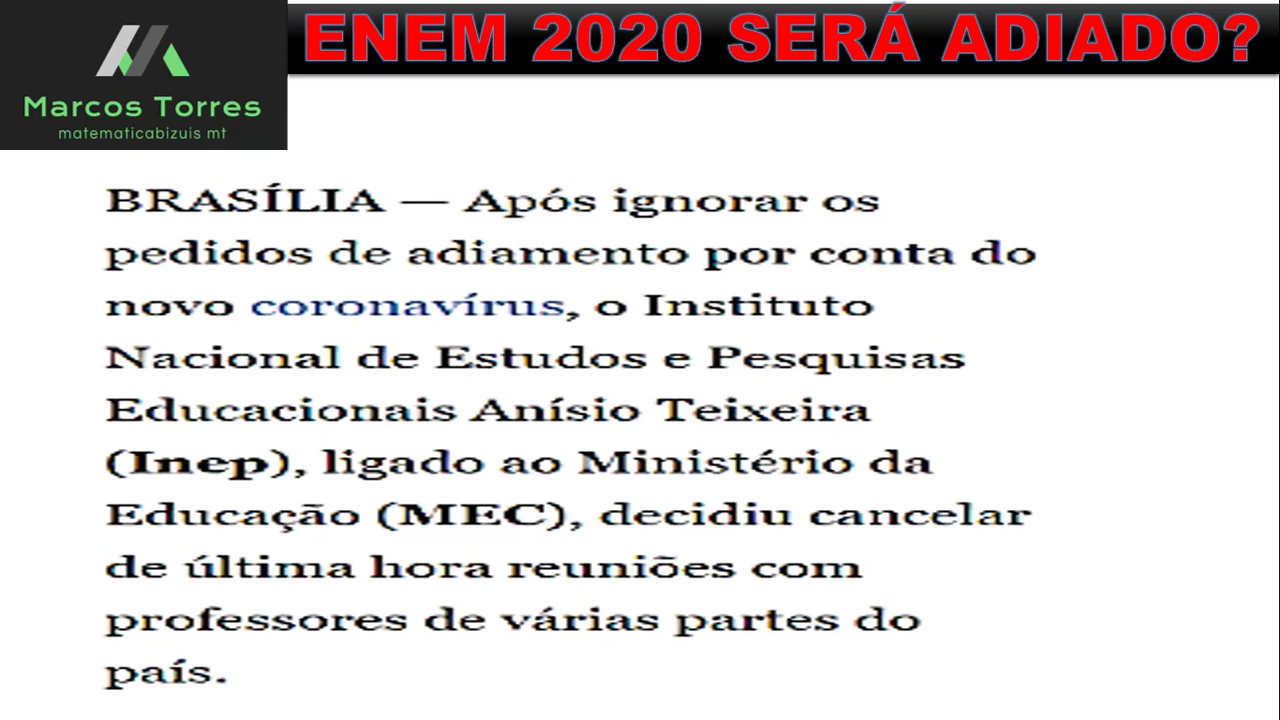 Marcos Torres
matematicabizuis mt
ENEM 2020 SERÁ ADIADO?
BRASÍLIA — Após ignorar os
pedidos de adiamento por conta do
novo coronavírus, o Instituto
Nacional de Estudos e Pesquisas
Educacionais Anísio Teixeira
(Inep), ligado ao Ministério da
Educação (MEC), decidiu cancelar
de última hora reuniões com
professores de várias partes do
país.